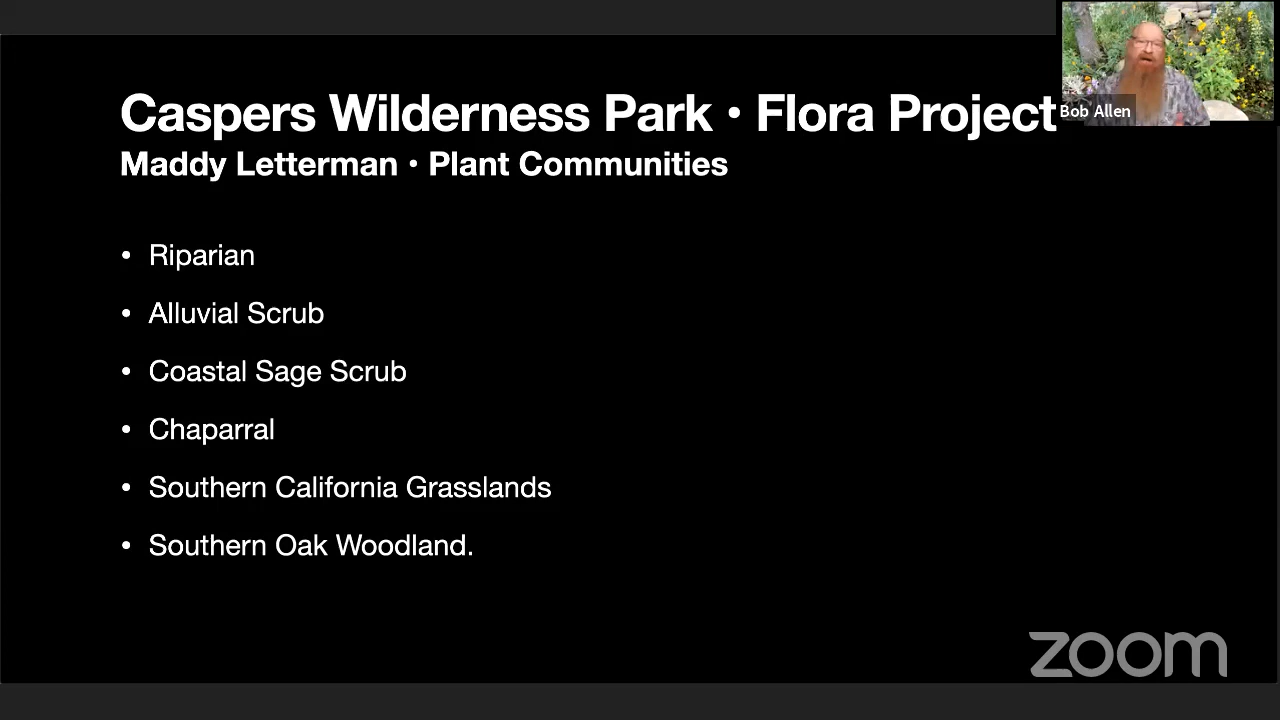 Caspers Wilderness Park • Flora Project
Maddy Letterman • Plant Communities
• Riparian
• Alluvial Scrub
• Coastal Sage Scrub
• Chaparral
• Southern California Grasslands
• Southern Oak Woodland.
Bob Allen
zoom